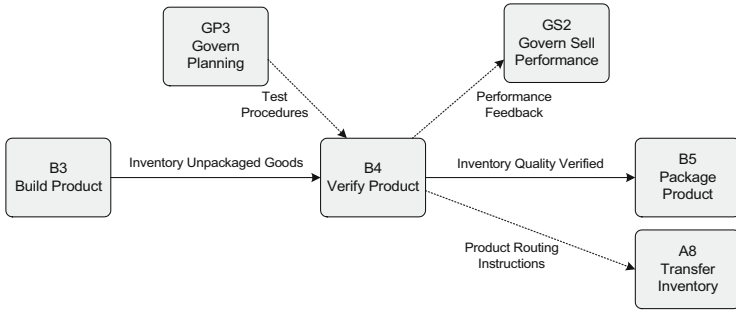 GP3
Govern
Planning
GS2
Govern Sell
Performance
Test
Procedures
Performance
Feedback
B3
Build Product
Inventory Unpackaged Goods
B4
Verify Product
Inventory Quality Verified
B5
Package
Product
Product Routing
Instructions
A8
Transfer
Inventory